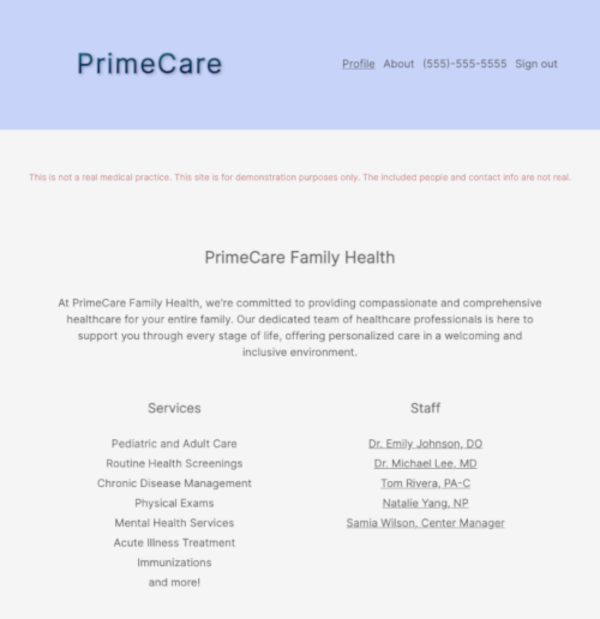 PrimeCare
Profile About (555)-555-5555 Sign out
This is not a real medical practice. This site is for demonstration purposes only. The included people and contact info are not real.
PrimeCare Family Health
At PrimeCare Family Health, we're committed to providing compassionate and comprehensive
healthcare for your entire family. Our dedicated team of healthcare professionals is here to
support you through every stage of life, offering personalized care in a welcoming and
inclusive environment.
Services
Pediatric and Adult Care
Routine Health Screenings
Chronic Disease Management
Physical Exams
Mental Health Services
Acute Illness Treatment
Immunizations
and more!
Staff
Dr. Emily Johnson, DO
Dr. Michael Lee, MD
Tom Rivera, PA-C
Natalie Yang, NP
Samia Wilson, Center Manager